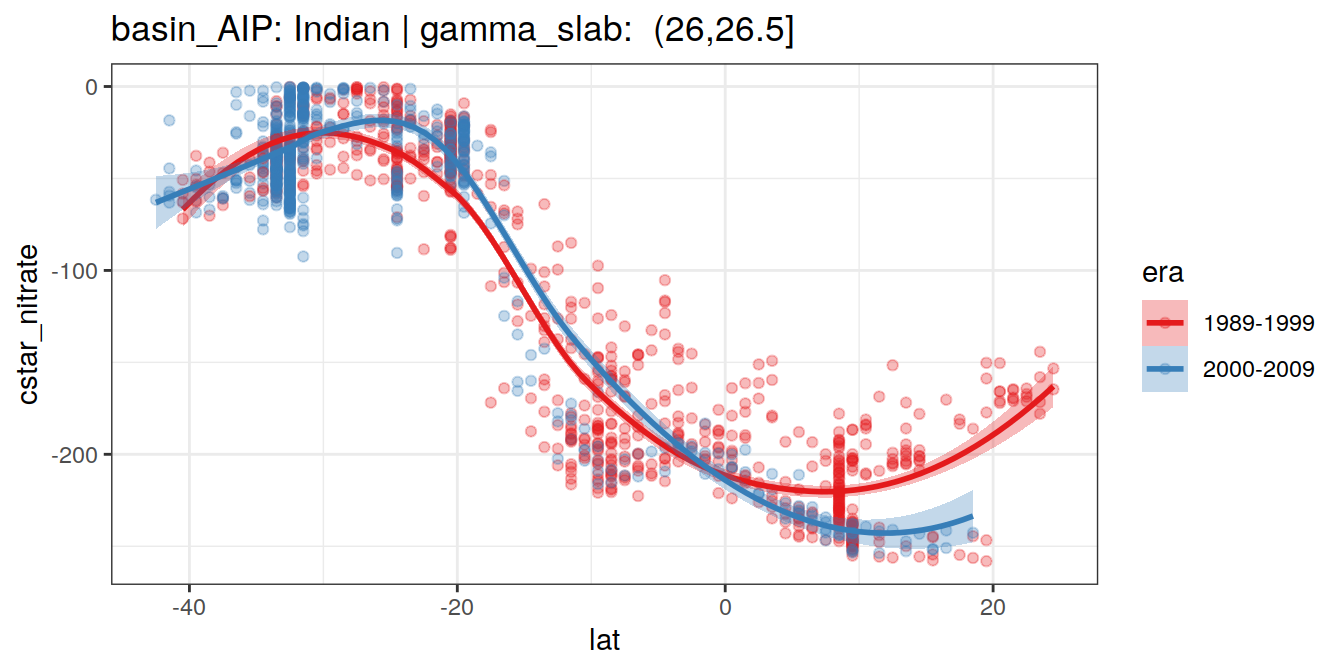 basin_AIP: Indian | gamma_slab:  (26,26.5]
0
-100
-200
cstar_nitrate
-40
-20
0
20
lat
era
1989-1999
2000-2009